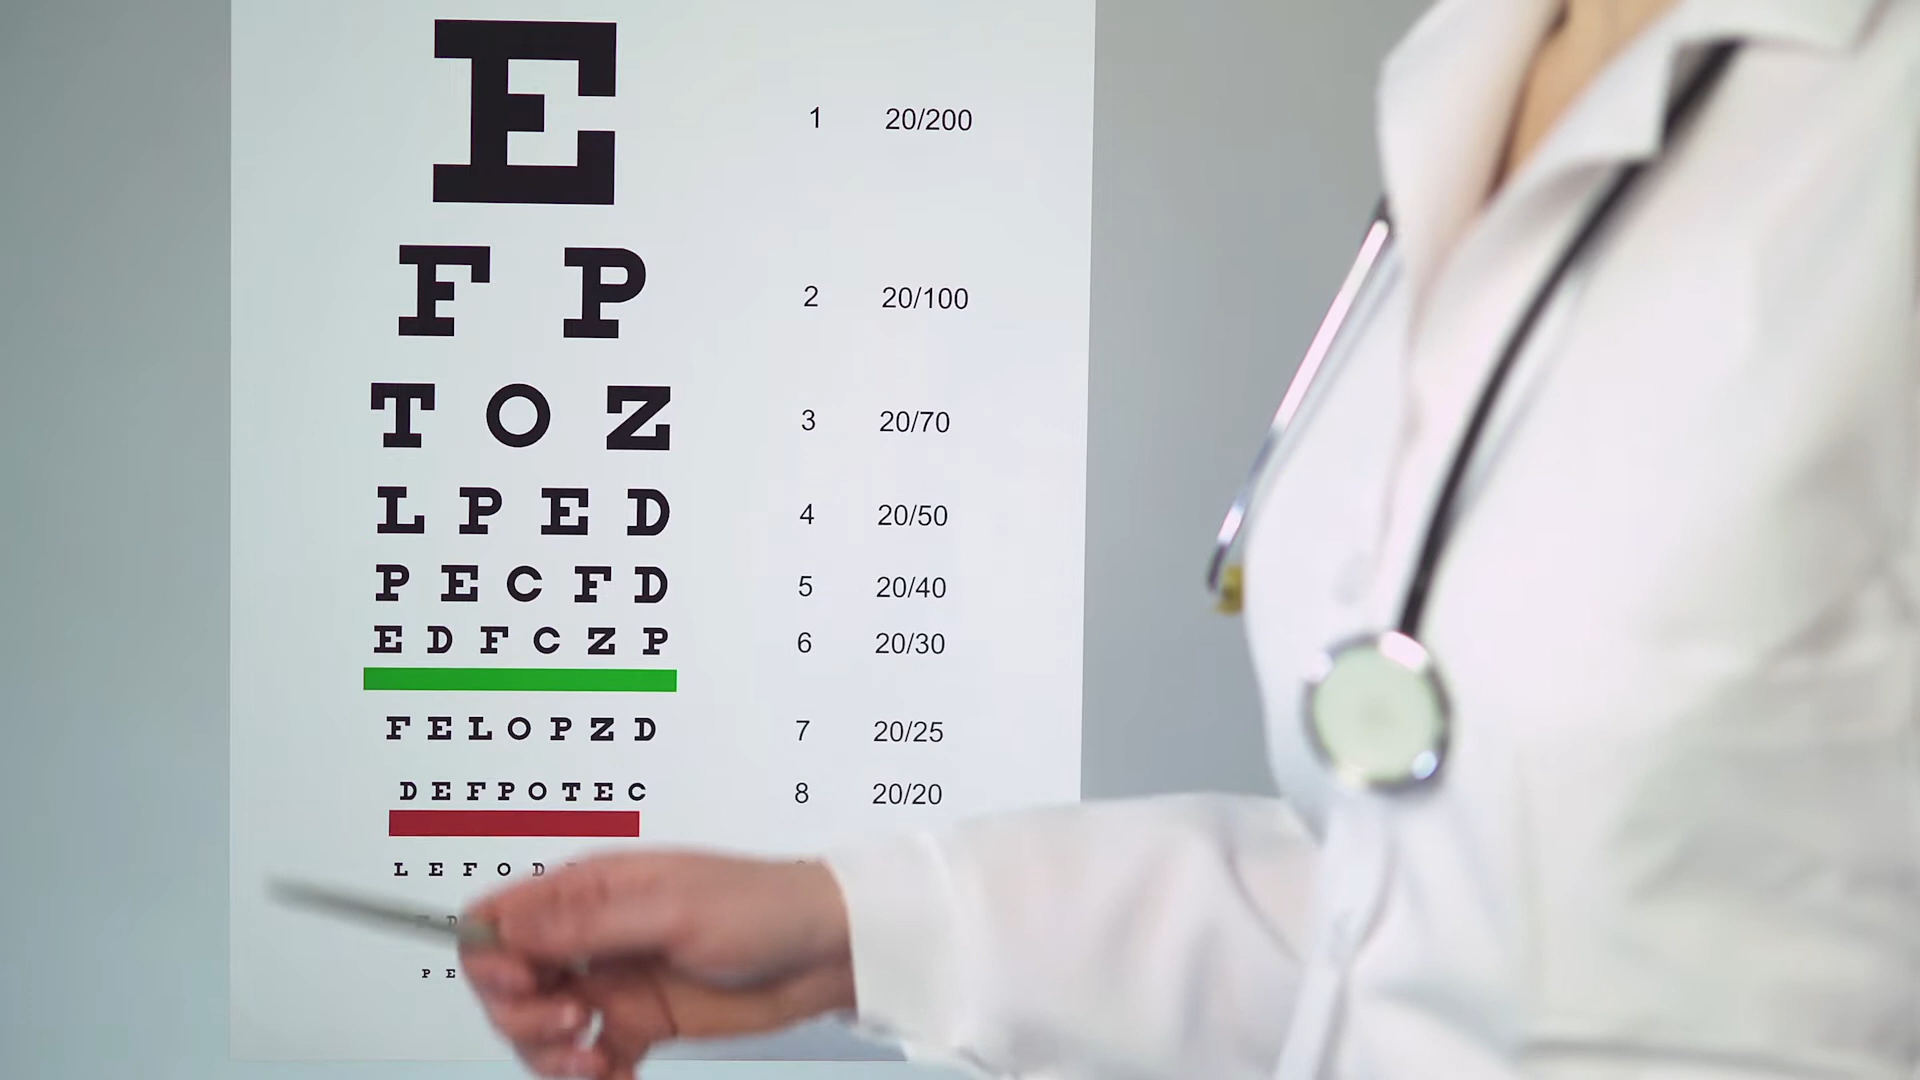 E 1 20/200
F P 2 20/100
T O Z 3 20/70
L P E D 4 20/50
P E C F D 5 20/40
E D F C Z P 6 20/30
F E L O P Z D 7 20/25
D E F P O T E C 8 20/20
L E F O D
P E